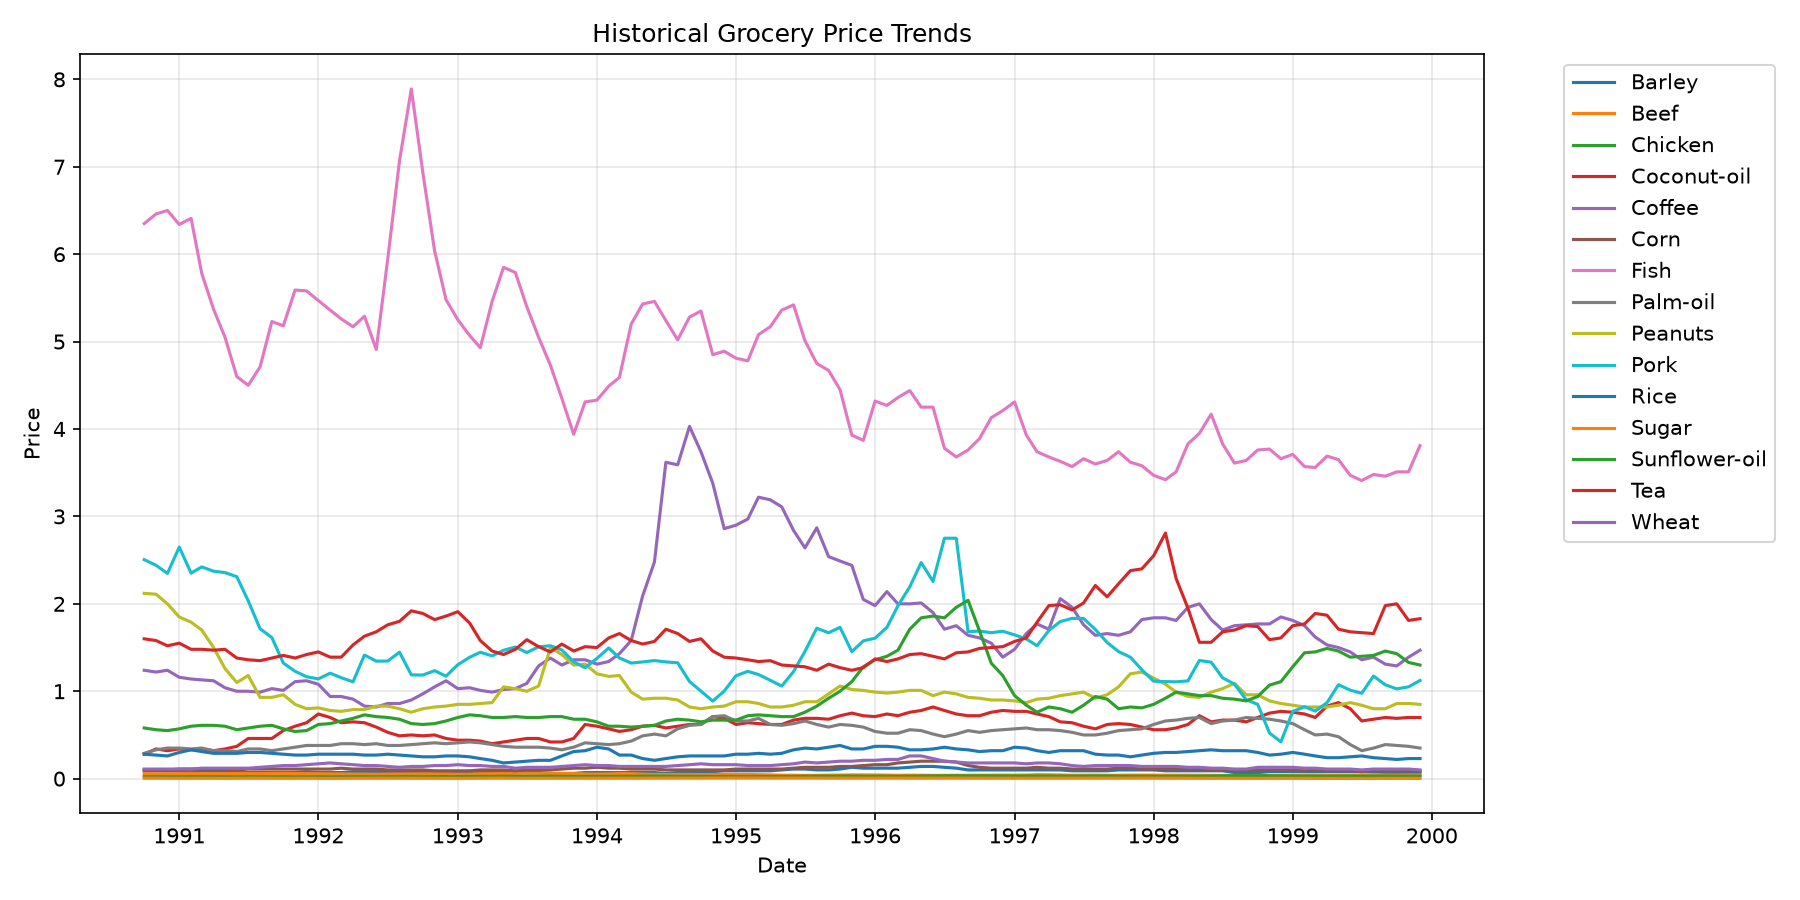 Historical Grocery Price Trends
8
7
6
5
4
3
2
1
0
Price
1991 1992 1993 1994 1995 1996 1997 1998 1999 2000
Date
Barley
Beef
Chicken
Coconut-oil
Coffee
Corn
Fish
Palm-oil
Peanuts
Pork
Rice
Sugar
Sunflower-oil
Tea
Wheat